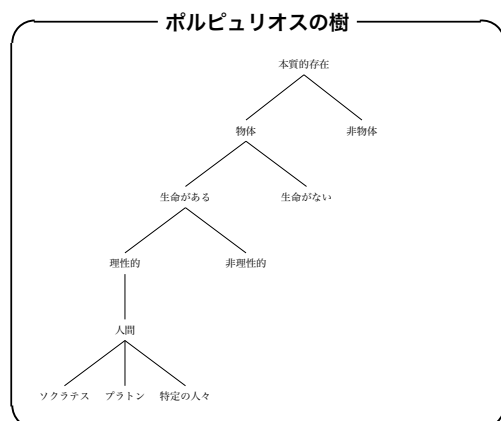 ポルピュリオスの樹
本質的存在
物体 非物体
生命がある 生命がない
理性的 非理性的
人間
ソクラテス プラトン 特定の人々